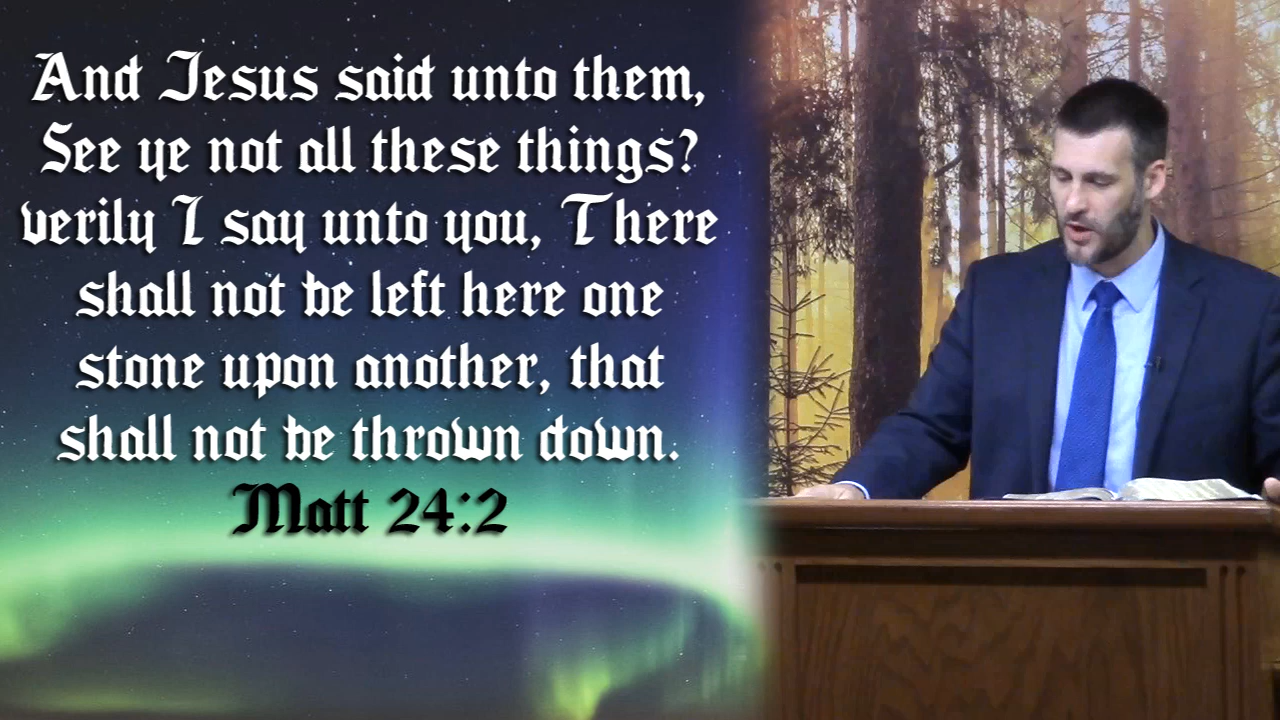 And Jesus said unto them,
See ye not all these things?
verily I say unto you, There
shall not be left here one
stone upon another, that
shall not be thrown down.
Matt 24:2